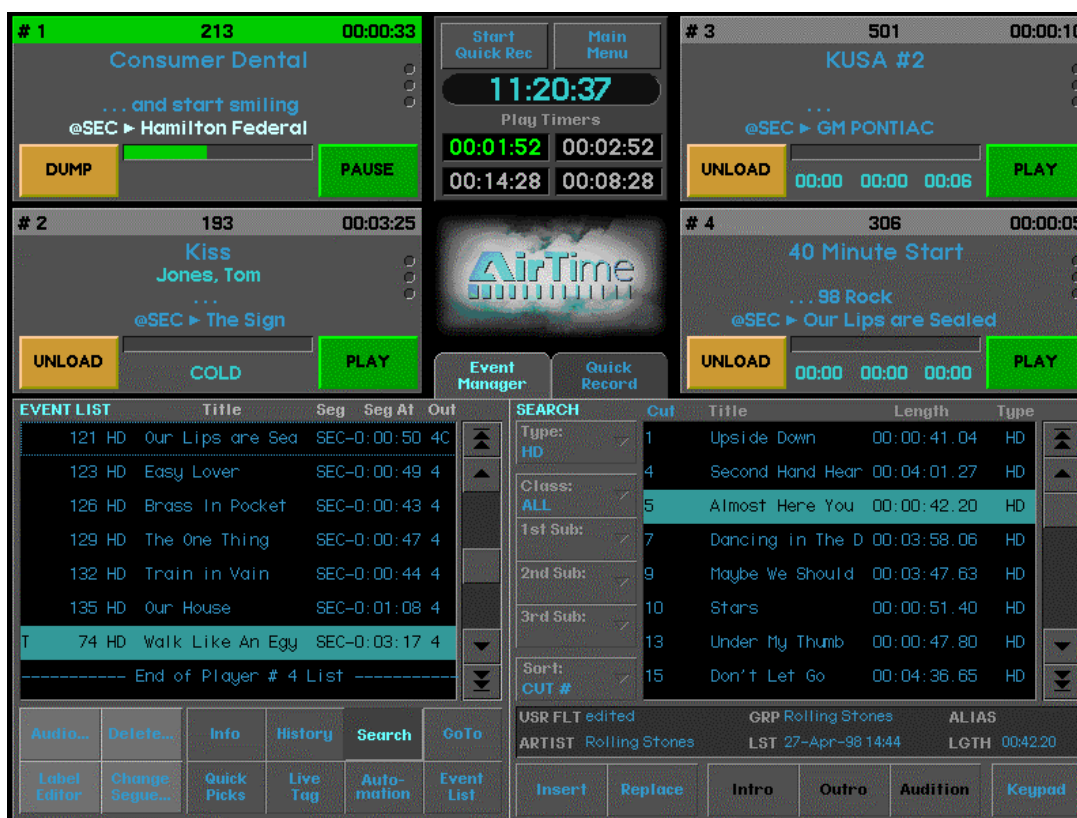 # 1 213 00:00:33
Consumer Dental
...and start smiling
@SEC ► Hamilton Federal
DUMP PAUSE
Start Quick Rec
Main Menu
11:20:37
Play Timers
00:01:52 00:02:52
00:14:28 00:08:28
# 3 501 00:00:10
KUSA #2
...
@SEC ► GM PONTIAC
UNLOAD 00:00 00:00 00:06 PLAY
# 2 193 00:03:25
Kiss
Jones, Tom
...
@SEC ► The Sign
UNLOAD COLD PLAY
AirTime
Event Manager
Quick Record
# 4 306 00:00:05
40 Minute Start
...98 Rock
@SEC ► Our Lips are Sealed
UNLOAD 00:00 00:00 00:00 PLAY
EVENT LIST Title Seg Seg At Out
121 HD Our Lips are Sea SEC-0:00:50 4C
123 HD Easy Lover SEC-0:00:49 4
126 HD Brass In Pocket SEC-0:00:43 4
129 HD The One Thing SEC-0:00:47 4
132 HD Train in Vain SEC-0:00:44 4
135 HD Our House SEC-0:01:08 4
T 74 HD Walk Like An Egy SEC-0:03:17 4
----------- End of Player # 4 List -----------
Audio... Delete... Info History Search GoTo
Label Editor
Change Segue...
Quick Picks
Live Tag
Auto-mation
Event List
SEARCH Cut Title Length Type
Type:
HD
Class:
ALL
1st Sub:
2nd Sub:
3rd Sub:
Sort:
CUT #
1 Upside Down 00:00:41.04 HD
4 Second Hand Hear 00:04:01.27 HD
5 Almost Here You 00:00:42.20 HD
7 Dancing in The D 00:03:58.06 HD
9 Maybe We Should 00:03:47.63 HD
10 Stars 00:00:51.40 HD
13 Under My Thumb 00:00:47.80 HD
15 Don't Let Go 00:04:36.65 HD
USR FLT edited GRP Rolling Stones ALIAS
ARTIST Rolling Stones LST 27-Apr-98 14:44 LGTH 00:42.20
Insert Replace Intro Outro Audition Keypad